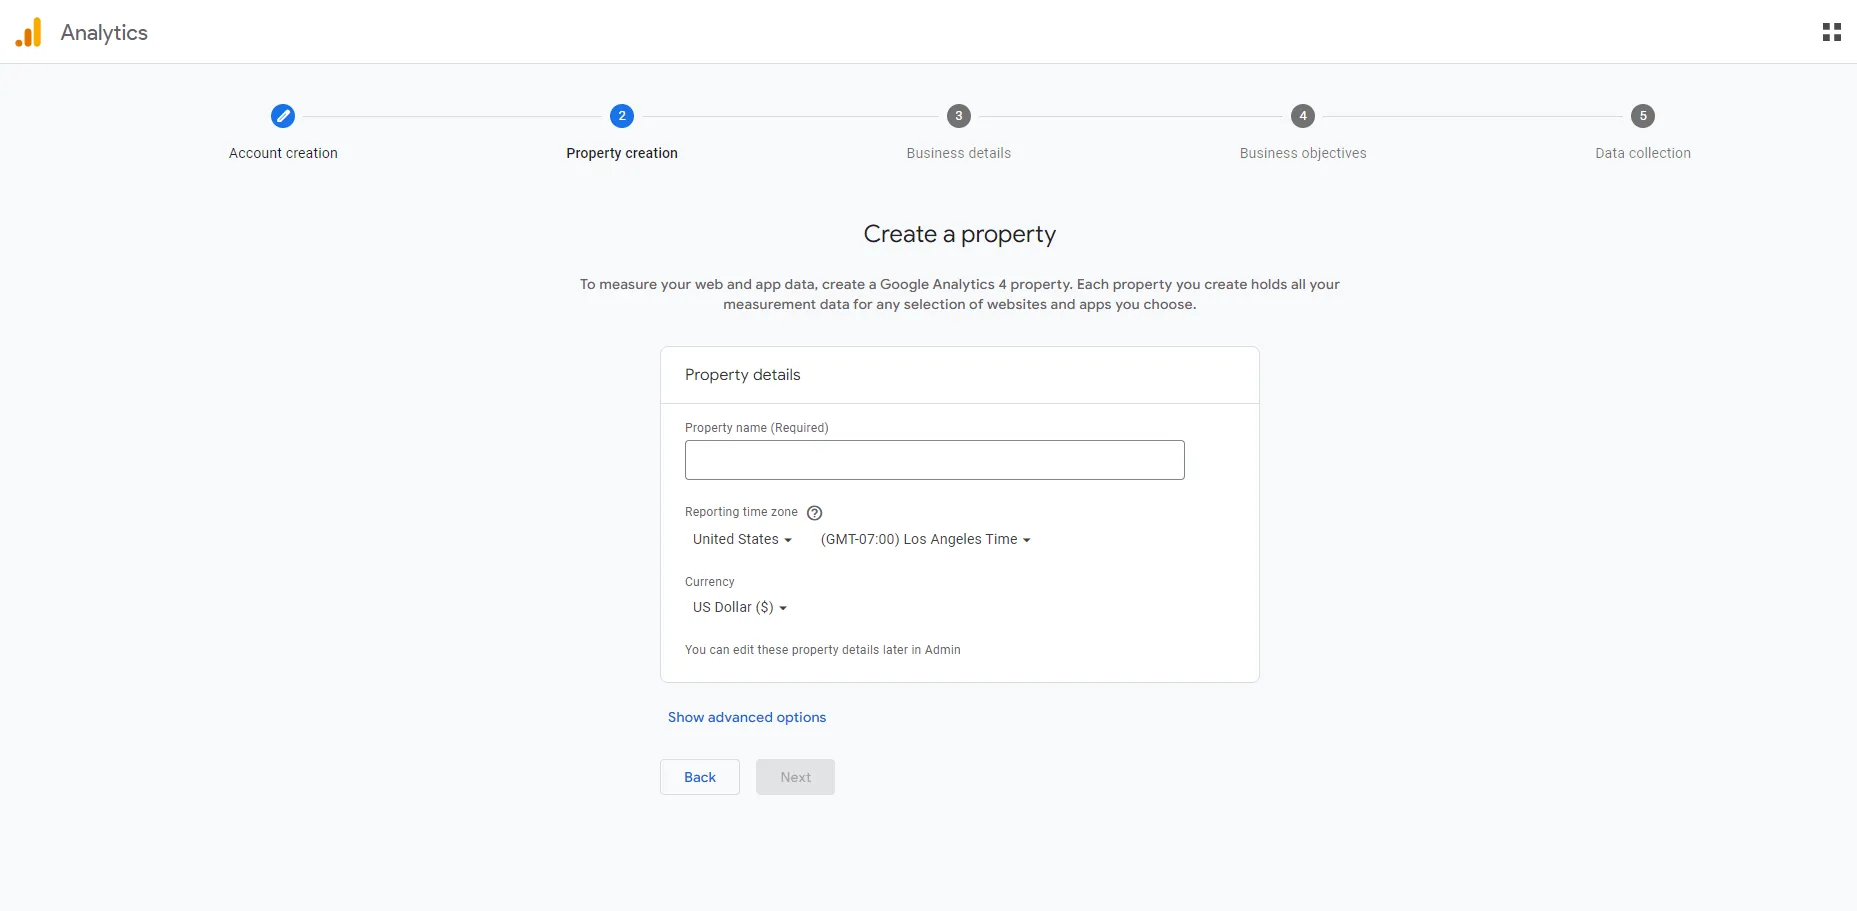 Analytics
2
3
4
5
Account creation
Property creation
Business details
Business objectives
Data collection
Create a property
To measure your web and app data, create a Google Analytics 4 property. Each property you create holds all your
measurement data for any selection of websites and apps you choose.
Property details
Property name (Required)
Reporting time zone
United States
(GMT-07:00) Los Angeles Time
Currency
US Dollar ($)
You can edit these property details later in Admin
Show advanced options
Back
Next